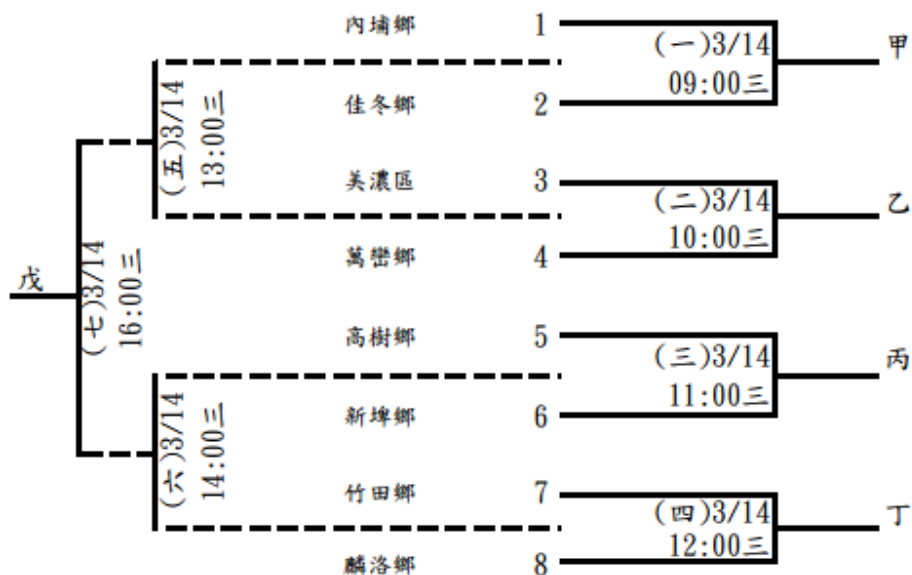 內埔鄉 1
(一)3/14
09:00三
甲
佳冬鄉 2
美濃區 3
(二)3/14
10:00三
乙
萬巒鄉 4
高樹鄉 5
(三)3/14
11:00三
丙
新埤鄉 6
竹田鄉 7
(四)3/14
12:00三
丁
麟洛鄉 8
(五)3/14
13:00三
(六)3/14
14:00三
(七)3/14
16:00三
戊